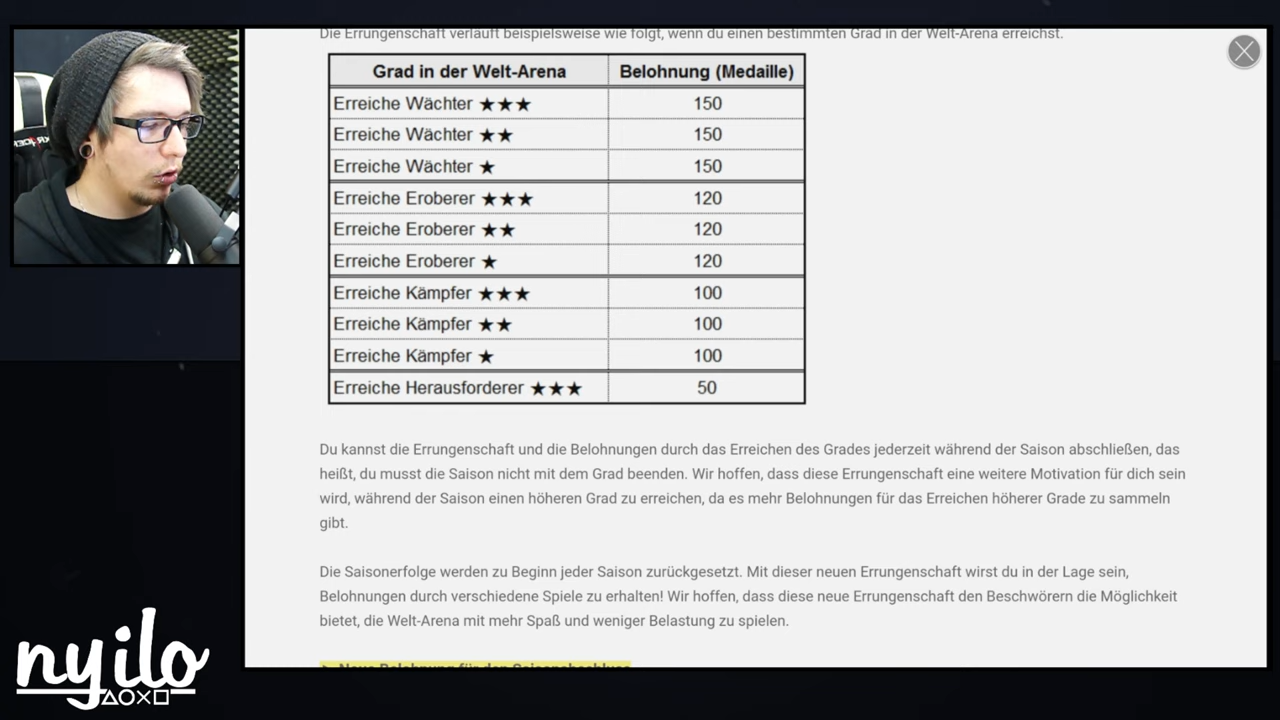 Die Errungenschaft verläuft beispielsweise wie folgt, wenn du einen bestimmten Grad in der Welt-Arena erreichst.
Grad in der Welt-Arena Belohnung (Medaille)
Erreiche Wächter ★★★ 150
Erreiche Wächter ★★ 150
Erreiche Wächter ★ 150
Erreiche Eroberer ★★★ 120
Erreiche Eroberer ★★ 120
Erreiche Eroberer ★ 120
Erreiche Kämpfer ★★★ 100
Erreiche Kämpfer ★★ 100
Erreiche Kämpfer ★ 100
Erreiche Herausforderer ★★★ 50
Du kannst die Errungenschaft und die Belohnungen durch das Erreichen des Grades jederzeit während der Saison abschließen, das
heißt, du musst die Saison nicht mit dem Grad beenden. Wir hoffen, dass diese Errungenschaft eine weitere Motivation für dich sein
wird, während der Saison einen höheren Grad zu erreichen, da es mehr Belohnungen für das Erreichen höherer Grade zu sammeln
gibt.
Die Saisonerfolge werden zu Beginn jeder Saison zurückgesetzt. Mit dieser neuen Errungenschaft wirst du in der Lage sein,
Belohnungen durch verschiedene Spiele zu erhalten! Wir hoffen, dass diese neue Errungenschaft den Beschwörern die Möglichkeit
bietet, die Welt-Arena mit mehr Spaß und weniger Belastung zu spielen.
► Neue Belohnung für den Saisonabschluss
nyilo